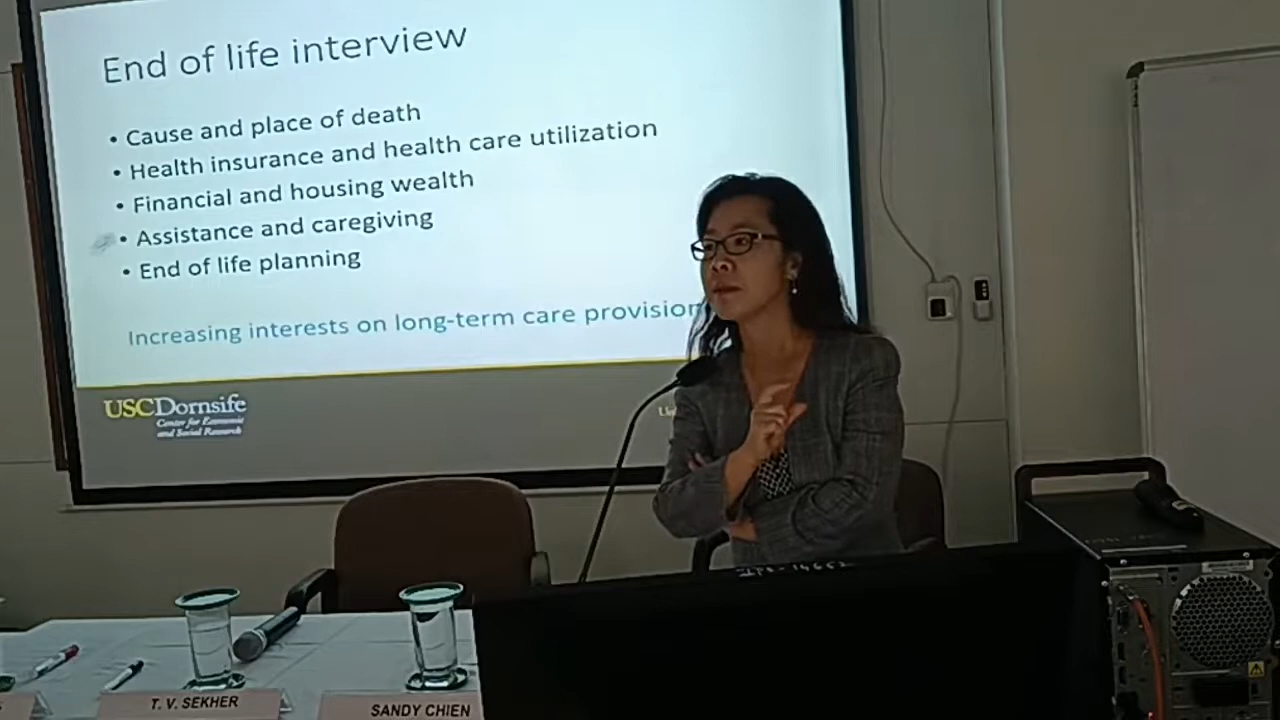 End of life interview
• Cause and place of death
• Health insurance and health care utilization
• Financial and housing wealth
• Assistance and caregiving
• End of life planning
Increasing interests on long-term care provision
USCDornsife
Center for Economic
and Social Research
T. V. SEKHER
SANDY CHIEN